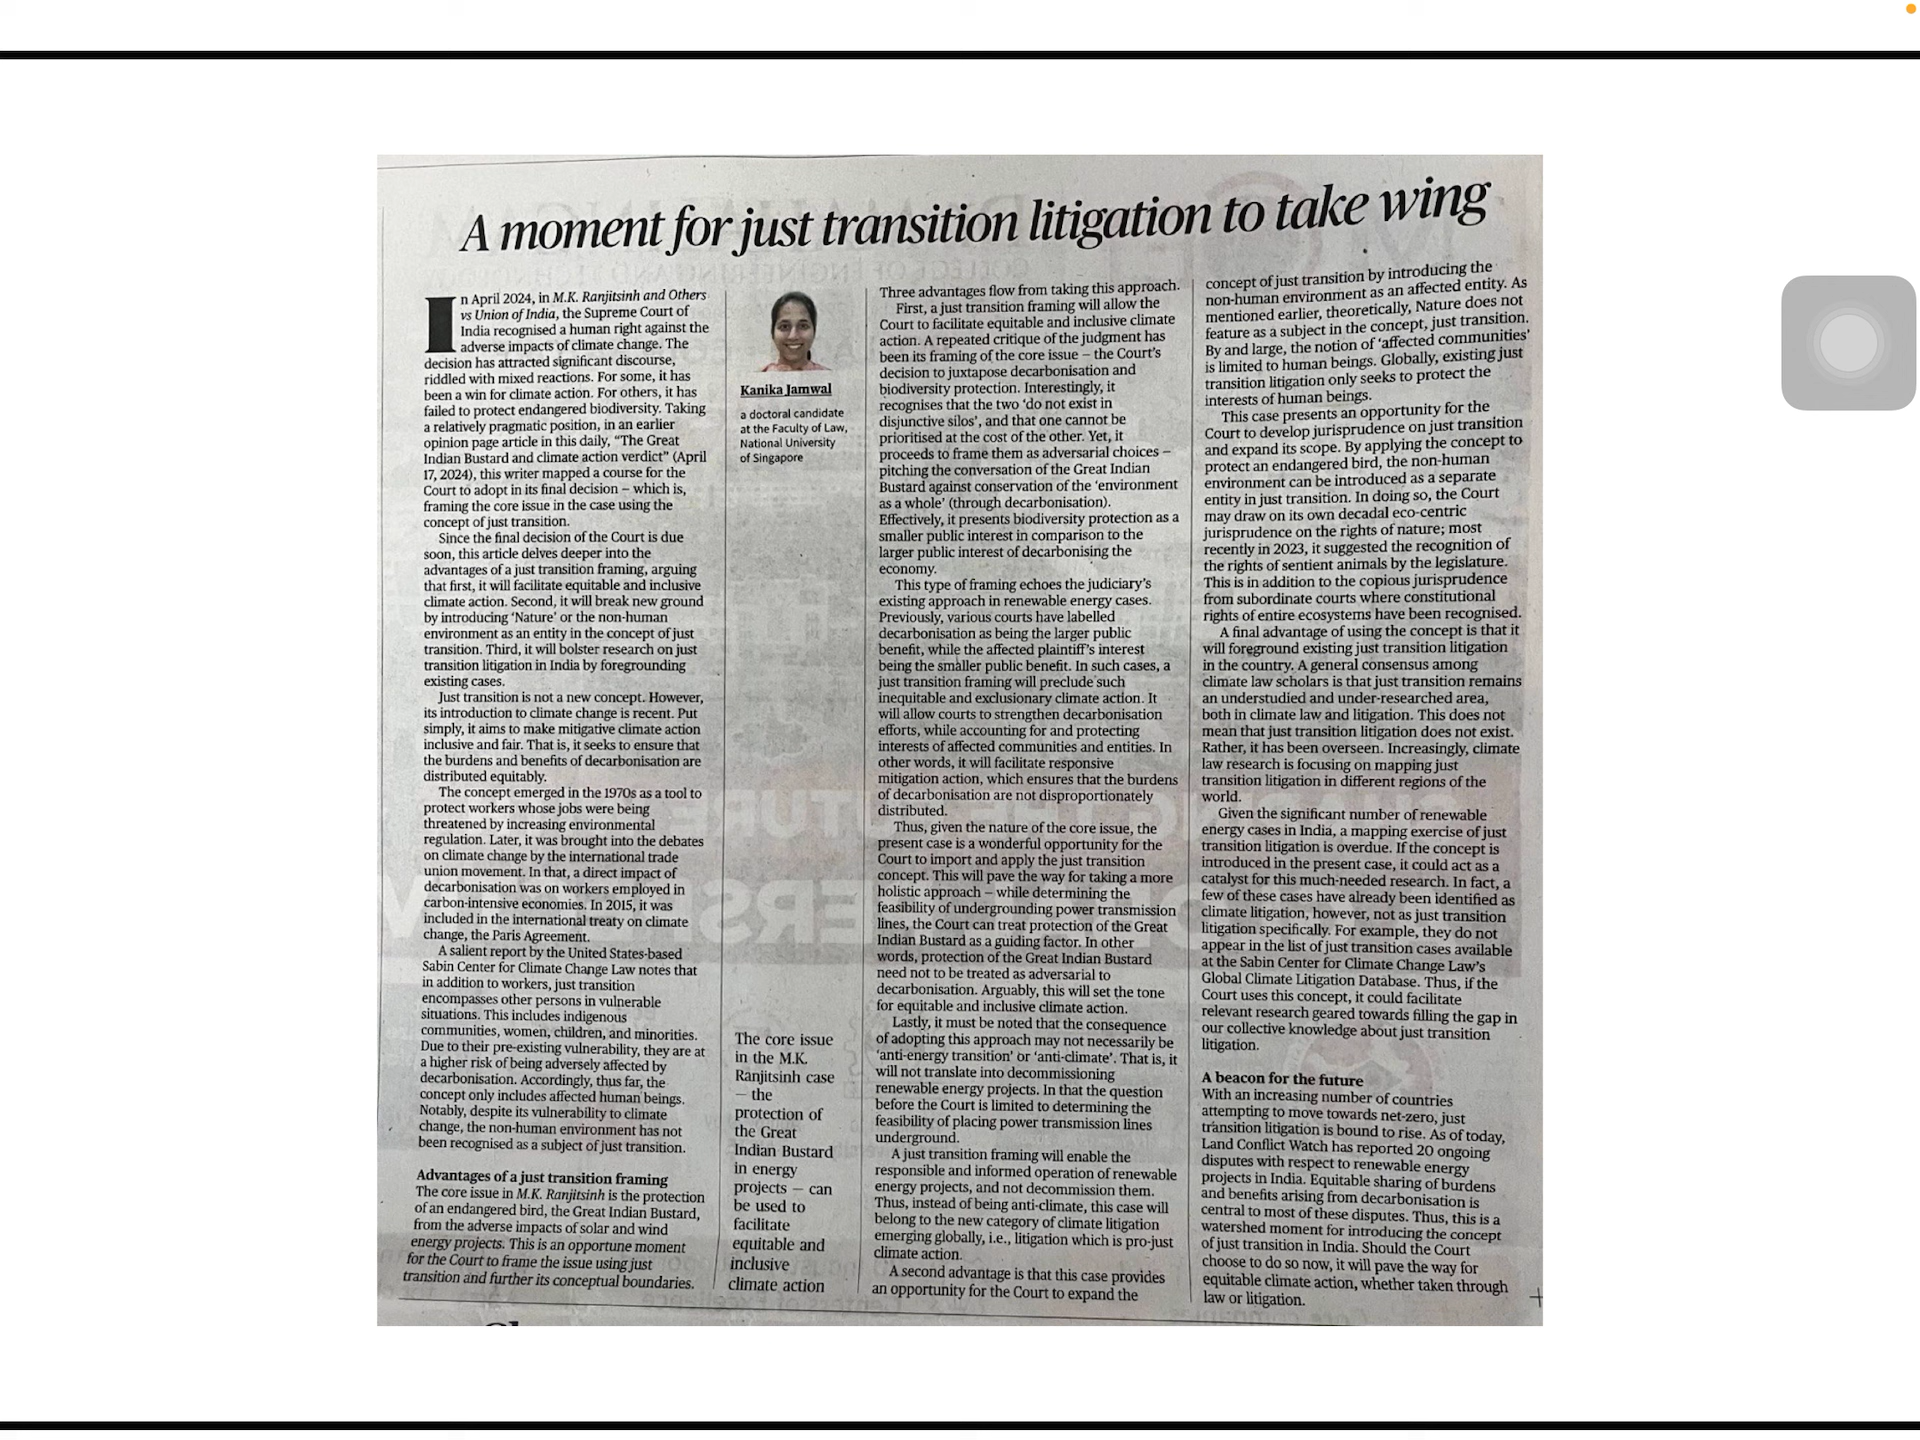 A moment for just transition litigation to take wing
In April 2024, in M.K. Ranjitsinh and Others
vs Union of India, the Supreme Court of
India recognised a human right against the
adverse impacts of climate change. The
decision has attracted significant discourse,
riddled with mixed reactions. For some, it has
been a win for climate action. For others, it has
failed to protect endangered biodiversity. Taking
a relatively pragmatic position, in an earlier
opinion page article in this daily, “The Great
Indian Bustard and climate action verdict” (April
17, 2024), this writer mapped a course for the
Court to adopt in its final decision – which is,
framing the core issue in the case using the
concept of just transition.
Since the final decision of the Court is due
soon, this article delves deeper into the
advantages of a just transition framing, arguing
that first, it will facilitate equitable and inclusive
climate action. Second, it will break new ground
by introducing ‘Nature’ or the non-human
environment as an entity in the concept of just
transition. Third, it will bolster research on just
transition litigation in India by foregrounding
existing cases.
Just transition is not a new concept. However,
its introduction to climate change is recent. Put
simply, it aims to make mitigative climate action
inclusive and fair. That is, it seeks to ensure that
the burdens and benefits of decarbonisation are
distributed equitably.
The concept emerged in the 1970s as a tool to
protect workers whose jobs were being
threatened by increasing environmental
regulation. Later, it was brought into the debates
on climate change by the international trade
union movement. In that, a direct impact of
decarbonisation was on workers employed in
carbon-intensive economies. In 2015, it was
included in the international treaty on climate
change, the Paris Agreement.
A salient report by the United States-based
Sabin Center for Climate Change Law notes that
in addition to workers, just transition
encompasses other persons in vulnerable
situations. This includes indigenous
communities, women, children, and minorities.
Due to their pre-existing vulnerability, they are at
a higher risk of being adversely affected by
decarbonisation. Accordingly, thus far, the
concept only includes affected human beings.
Notably, despite its vulnerability to climate
change, the non-human environment has not
been recognised as a subject of just transition.
Advantages of a just transition framing
The core issue in M.K. Ranjitsinh is the protection
of an endangered bird, the Great Indian Bustard,
from the adverse impacts of solar and wind
energy projects. This is an opportune moment
for the Court to frame the issue using just
transition and further its conceptual boundaries.
Kanika Jamwal
a doctoral candidate
at the Faculty of Law,
National University
of Singapore
The core issue
in the M.K.
Ranjitsinh case
– the
protection of
the Great
Indian Bustard
in energy
projects – can
be used to
facilitate
equitable and
inclusive
climate action
Three advantages flow from taking this approach.
First, a just transition framing will allow the
Court to facilitate equitable and inclusive climate
action. A repeated critique of the judgment has
been its framing of the core issue – the Court’s
decision to juxtapose decarbonisation and
biodiversity protection. Interestingly, it
recognises that the two ‘do not exist in
disjunctive silos’, and that one cannot be
prioritised at the cost of the other. Yet, it
proceeds to frame them as adversarial choices –
pitching the conversation of the Great Indian
Bustard against conservation of the ‘environment
as a whole’ (through decarbonisation).
Effectively, it presents biodiversity protection as a
smaller public interest in comparison to the
larger public interest of decarbonising the
economy.
This type of framing echoes the judiciary’s
existing approach in renewable energy cases.
Previously, various courts have labelled
decarbonisation as being the larger public
benefit, while the affected plaintiff’s interest
being the smaller public benefit. In such cases, a
just transition framing will preclude such
inequitable and exclusionary climate action. It
will allow courts to strengthen decarbonisation
efforts, while accounting for and protecting
interests of affected communities and entities. In
other words, it will facilitate responsive
mitigation action, which ensures that the burdens
of decarbonisation are not disproportionately
distributed.
Thus, given the nature of the core issue, the
present case is a wonderful opportunity for the
Court to import and apply the just transition
concept. This will pave the way for taking a more
holistic approach – while determining the
feasibility of undergrounding power transmission
lines, the Court can treat protection of the Great
Indian Bustard as a guiding factor. In other
words, protection of the Great Indian Bustard
need not to be treated as adversarial to
decarbonisation. Arguably, this will set the tone
for equitable and inclusive climate action.
Lastly, it must be noted that the consequence
of adopting this approach may not necessarily be
‘anti-energy transition’ or ‘anti-climate’. That is, it
will not translate into decommissioning
renewable energy projects. In that the question
before the Court is limited to determining the
feasibility of placing power transmission lines
underground.
A just transition framing will enable the
responsible and informed operation of renewable
energy projects, and not decommission them.
Thus, instead of being anti-climate, this case will
belong to the new category of climate litigation
emerging globally, i.e., litigation which is pro-just
climate action.
A second advantage is that this case provides
an opportunity for the Court to expand the
concept of just transition by introducing the
non-human environment as an affected entity. As
mentioned earlier, theoretically, Nature does not
feature as a subject in the concept, just transition.
By and large, the notion of ‘affected communities’
is limited to human beings. Globally, existing just
transition litigation only seeks to protect the
interests of human beings.
This case presents an opportunity for the
Court to develop jurisprudence on just transition
and expand its scope. By applying the concept to
protect an endangered bird, the non-human
environment can be introduced as a separate
entity in just transition. In doing so, the Court
may draw on its own decadal eco-centric
jurisprudence on the rights of nature; most
recently in 2023, it suggested the recognition of
the rights of sentient animals by the legislature.
This is in addition to the copious jurisprudence
from subordinate courts where constitutional
rights of entire ecosystems have been recognised.
A final advantage of using the concept is that it
will foreground existing just transition litigation
in the country. A general consensus among
climate law scholars is that just transition remains
an understudied and under-researched area,
both in climate law and litigation. This does not
mean that just transition litigation does not exist.
Rather, it has been overseen. Increasingly, climate
law research is focusing on mapping just
transition litigation in different regions of the
world.
Given the significant number of renewable
energy cases in India, a mapping exercise of just
transition litigation is overdue. If the concept is
introduced in the present case, it could act as a
catalyst for this much-needed research. In fact, a
few of these cases have already been identified as
climate litigation, however, not as just transition
litigation specifically. For example, they do not
appear in the list of just transition cases available
at the Sabin Center for Climate Change Law’s
Global Climate Litigation Database. Thus, if the
Court uses this concept, it could facilitate
relevant research geared towards filling the gap in
our collective knowledge about just transition
litigation.
A beacon for the future
With an increasing number of countries
attempting to move towards net-zero, just
transition litigation is bound to rise. As of today,
Land Conflict Watch has reported 20 ongoing
disputes with respect to renewable energy
projects in India. Equitable sharing of burdens
and benefits arising from decarbonisation is
central to most of these disputes. Thus, this is a
watershed moment for introducing the concept
of just transition in India. Should the Court
choose to do so now, it will pave the way for
equitable climate action, whether taken through
law or litigation.